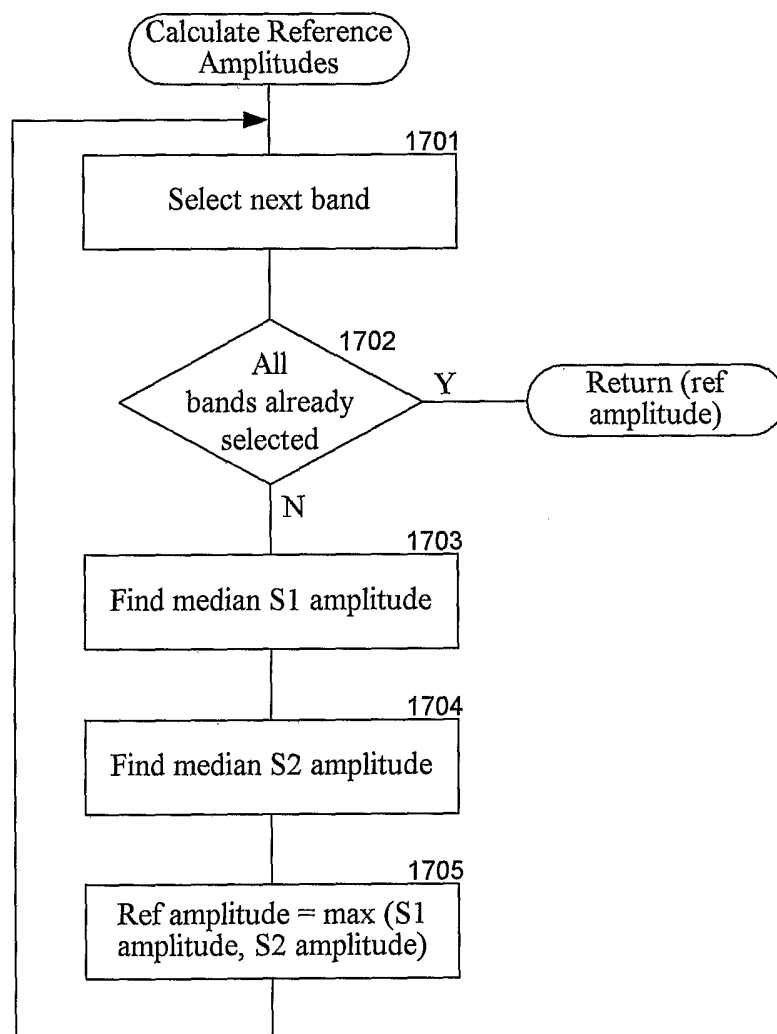 Calculate Reference
Amplitudes
1701
Select next band
1702
All
bands already
selected
Y
Return (ref
amplitude)
N
1703
Find median S1 amplitude
1704
Find median S2 amplitude
1705
Ref amplitude = max (S1
amplitude, S2 amplitude)